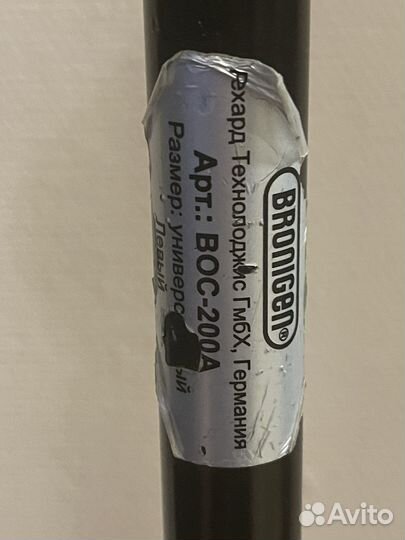 BRONIGEN®
Рехард Технолоджис ГмбХ, Германия
Арт.: BOC-200A
Размер:
Левый
Avito